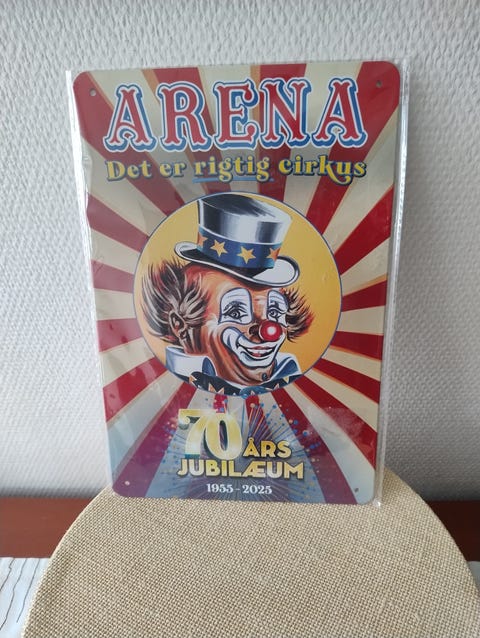 ARENA
Det er rigtig cirkus
70 ÅRS
JUBILÆUM
1955-2025